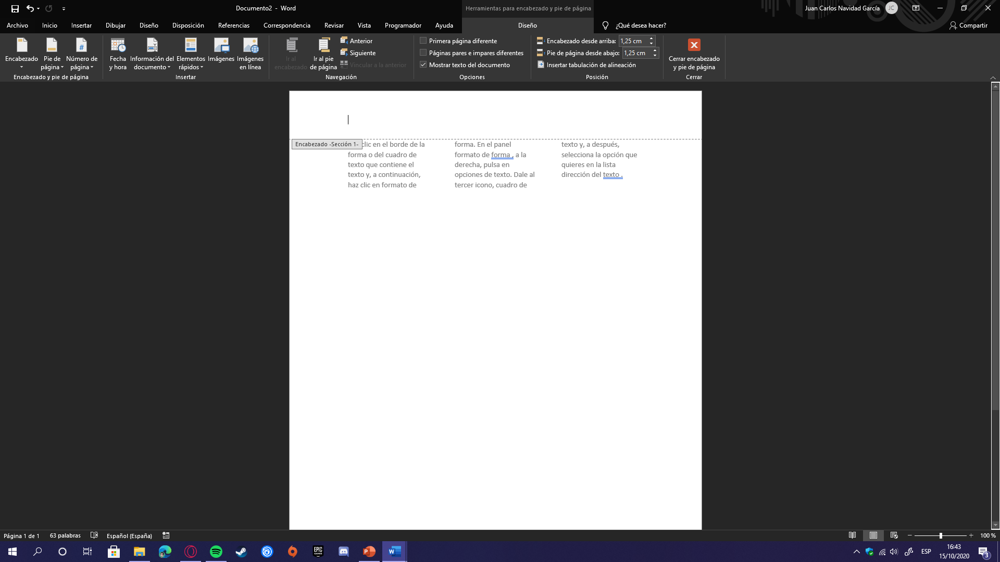 Documento2 - Word
Herramientas para encabezado y pie de página
Juan Carlos Navidad García
JC
Archivo
Inicio
Insertar
Dibujar
Diseño
Disposición
Referencias
Correspondencia
Revisar
Vista
Programador
Ayuda
Diseño
¿Qué desea hacer?
Compartir
Encabezado
Pie de
página
Número de
página
Encabezado y pie de página
Fecha
y hora
Información del
documento
Elementos
rápidos
Imágenes
Imágenes
en línea
Insertar
Ir al
encabezado
Ir al pie
de página
Anterior
Siguiente
Vincular a la anterior
Navegación
Primera página diferente
Páginas pares e impares diferentes
Mostrar texto del documento
Opciones
Encabezado desde arriba: 1,25 cm
Pie de página desde abajo: 1,25 cm
Insertar tabulación de alineación
Posición
Cerrar encabezado
y pie de página
Cerrar
Encabezado -Sección 1-
clic en el borde de la
forma o del cuadro de
texto que contiene el
texto y, a continuación,
haz clic en formato de
forma. En el panel
formato de forma , a la
derecha, pulsa en
opciones de texto. Dale al
tercer icono, cuadro de
texto y, a después,
selecciona la opción que
quieres en la lista
dirección del texto .
Página 1 de 1
63 palabras
Español (España)
100 %
EPIC
GAMES
ESP
16:43
15/10/2020
3